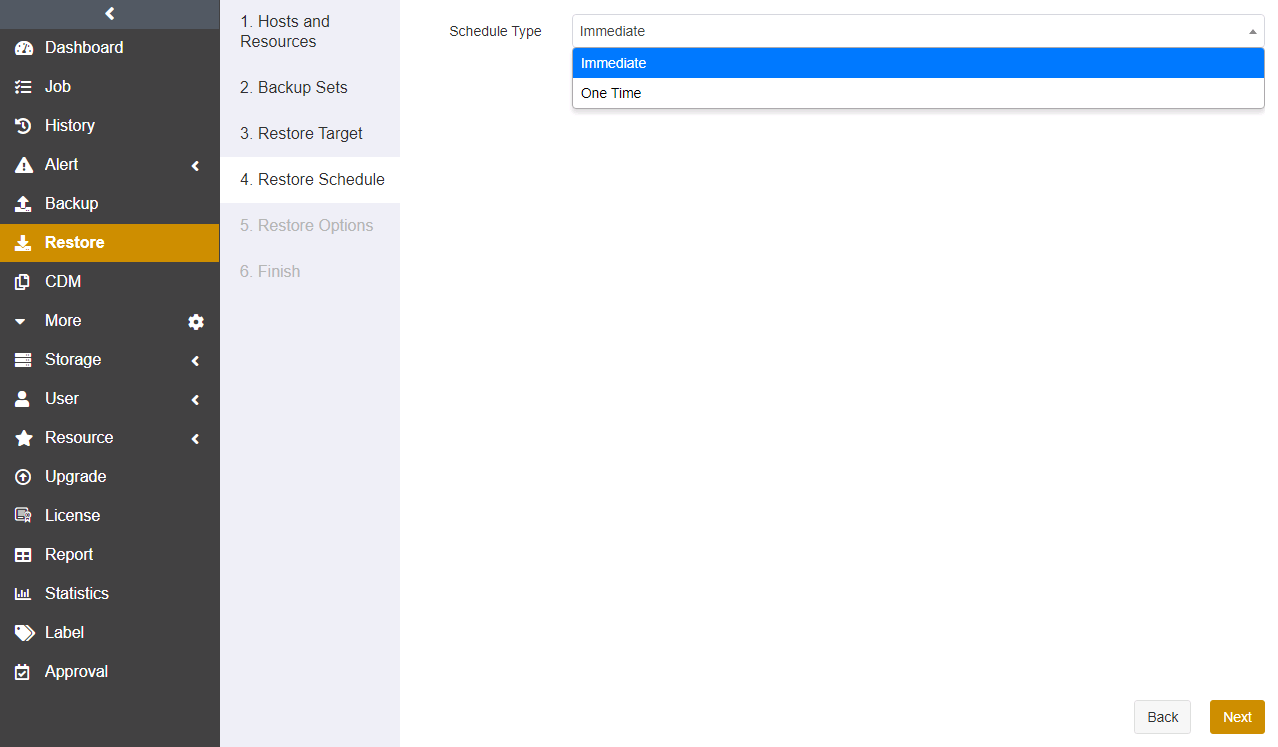 Dashboard
Job
History
Alert
Backup
Restore
CDM
More
Storage
User
Resource
Upgrade
License
Report
Statistics
Label
Approval
1. Hosts and
Resources
2. Backup Sets
3. Restore Target
4. Restore Schedule
5. Restore Options
6. Finish
Schedule Type
Immediate
Immediate
One Time
Back
Next